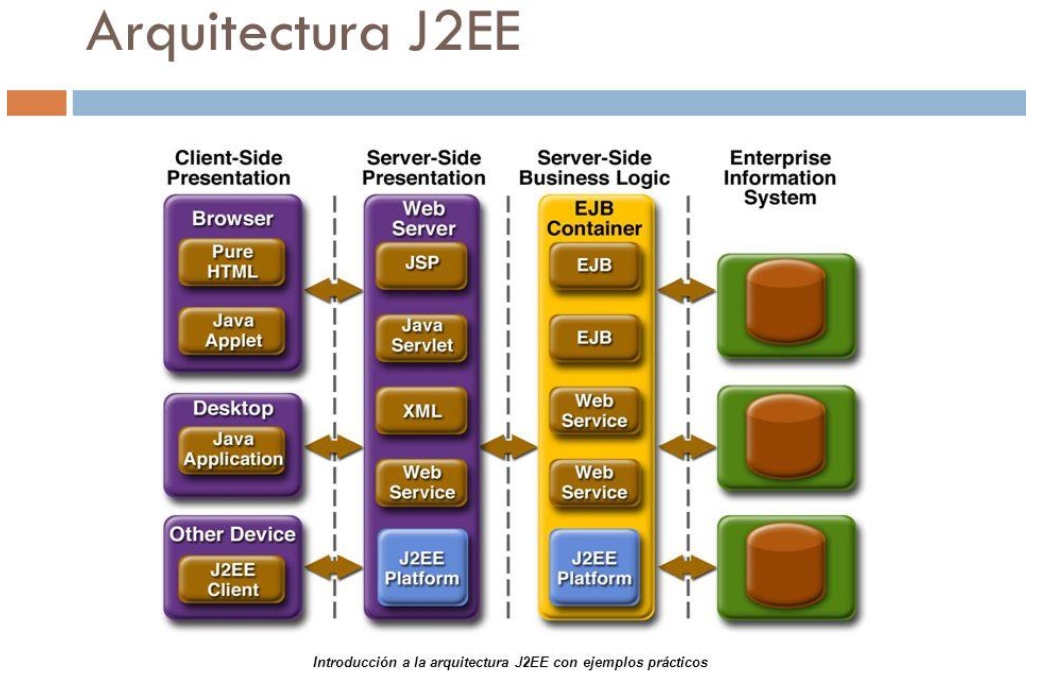 Arquitectura J2EE
Client-Side
Presentation
Server-Side
Presentation
Server-Side
Business Logic
Enterprise
Information
System
Browser
Pure
HTML
Java
Applet
Desktop
Java
Application
Other Device
J2EE
Client
Web
Server
JSP
Java
Servlet
XML
Web
Service
J2EE
Platform
EJB
Container
EJB
EJB
Web
Service
Web
Service
J2EE
Platform
Introducción a la arquitectura J2EE con ejemplos prácticos